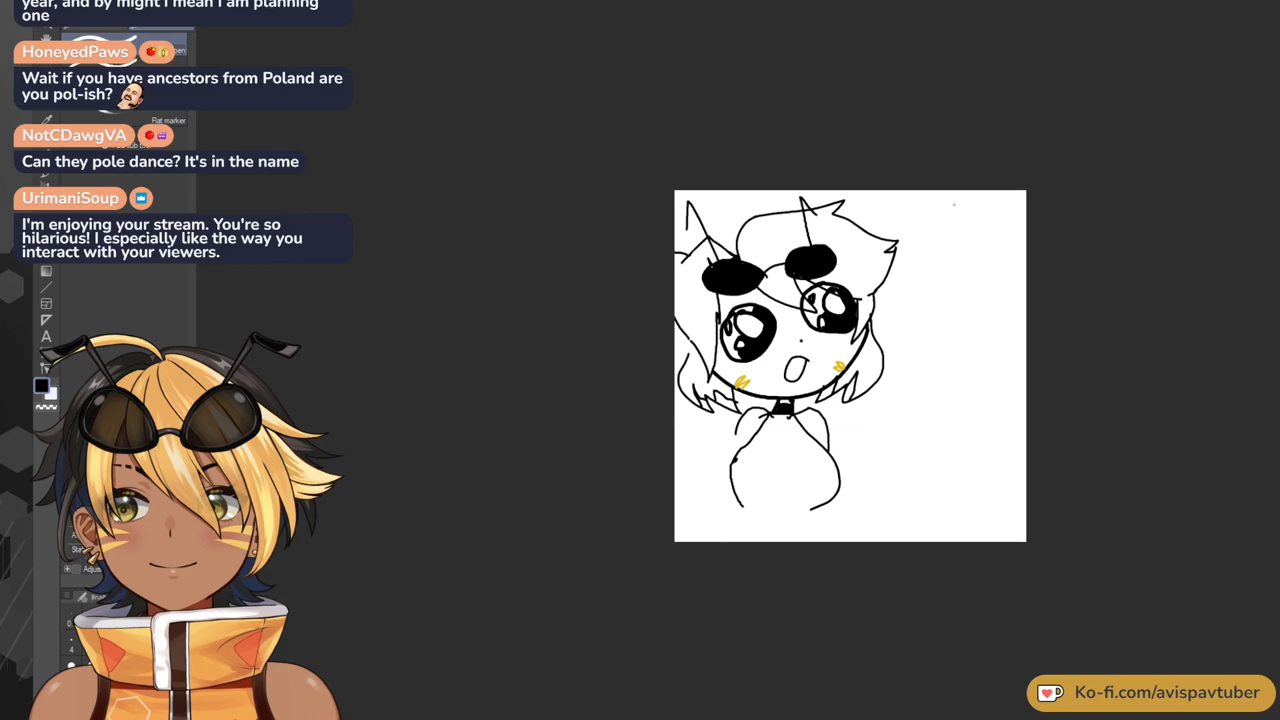 year, and by might I mean I am planning
one
HoneyedPaws
Wait if you have ancestors from Poland are
you pol-ish?
Flat marker
NotCDawgVA
Can they pole dance? It's in the name
UrimaniSoup
I'm enjoying your stream. You're so
hilarious! I especially like the way you
interact with your viewers.
Ko-fi.com/avispavtuber